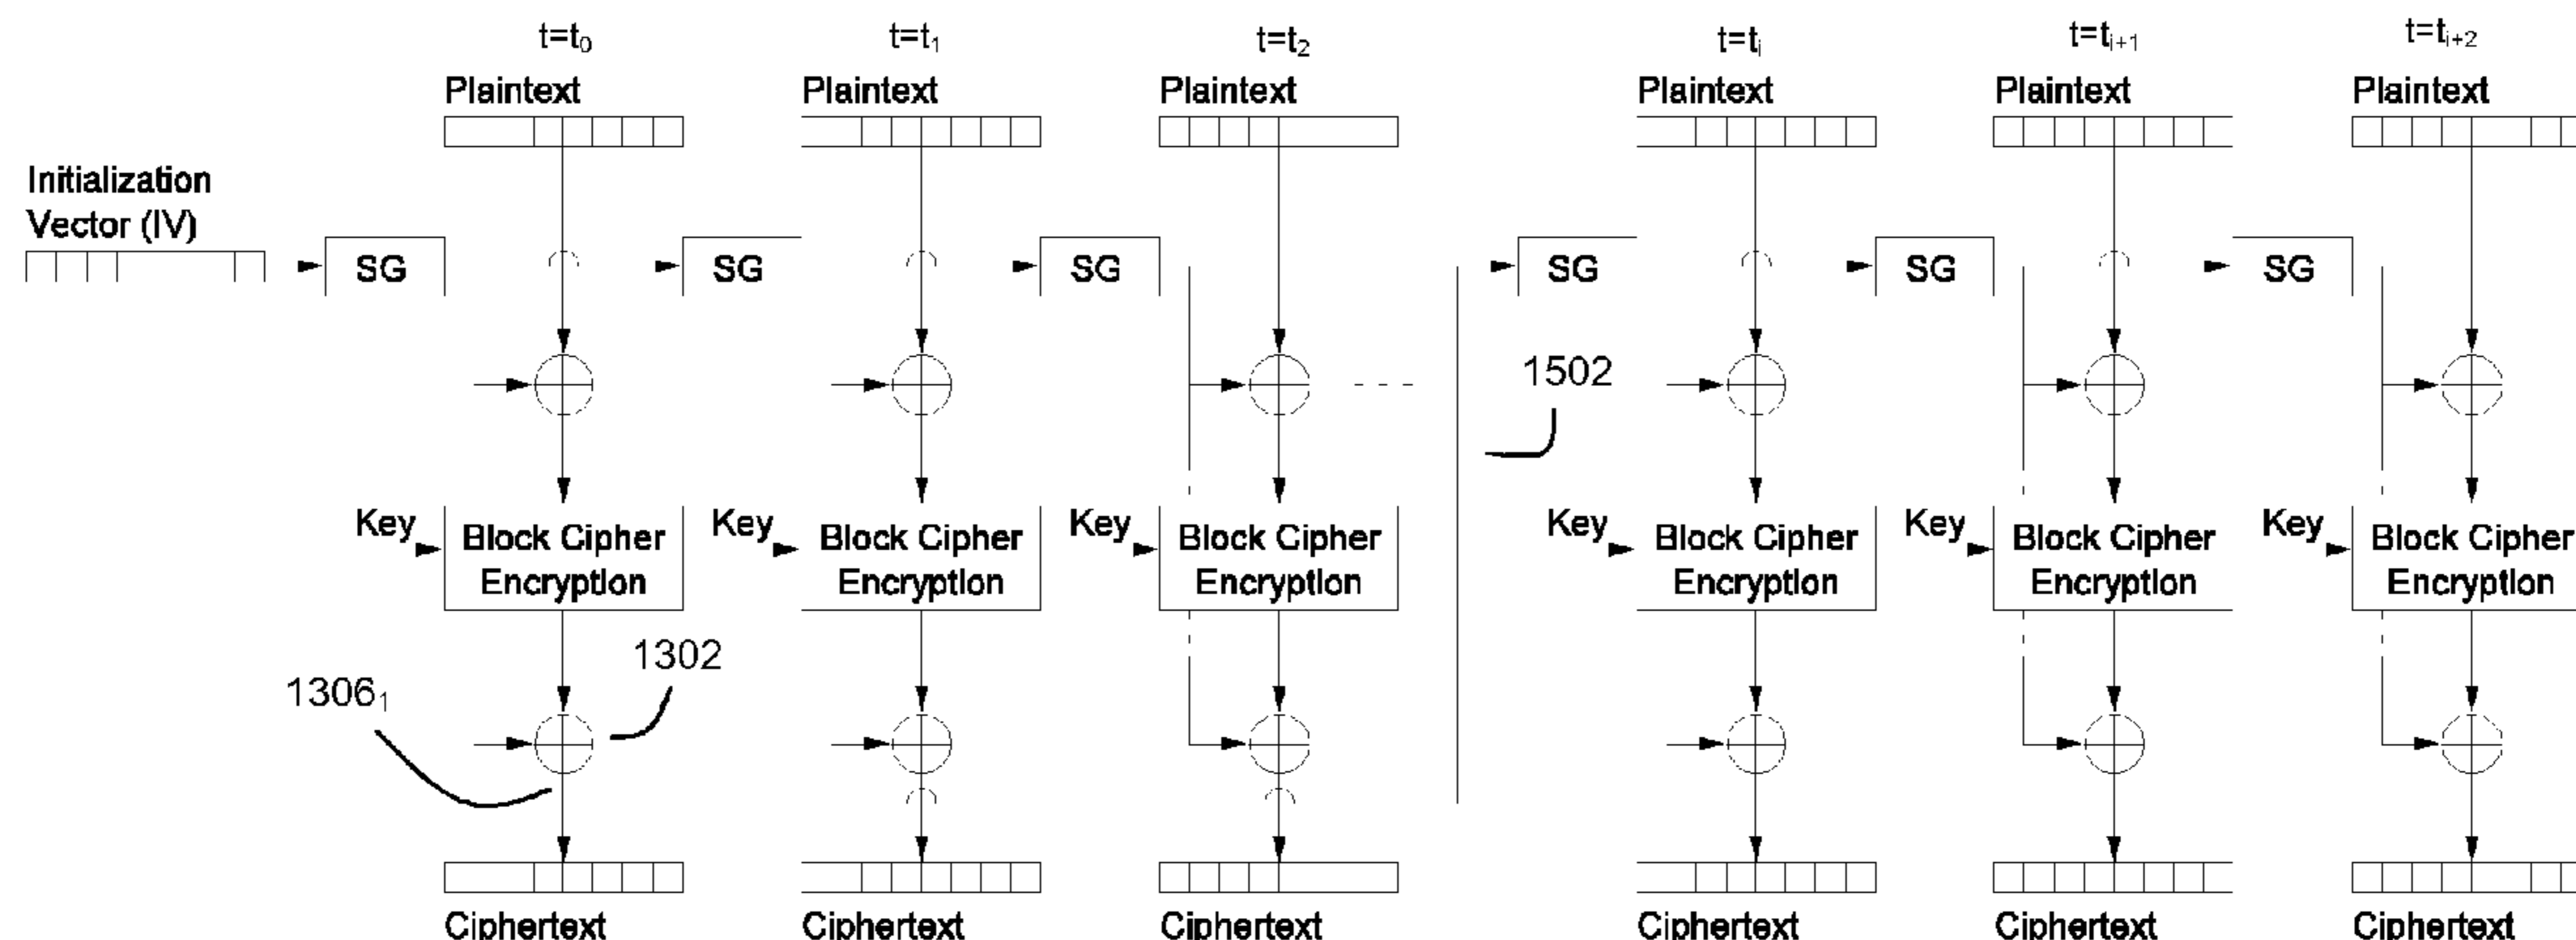 t=t₀ t=t₁ t=t₂ t=tᵢ t=tᵢ₊₁ t=tᵢ₊₂
Plaintext Plaintext Plaintext Plaintext Plaintext Plaintext
Initialization
Vector (IV)
SG SG SG SG SG SG
1502
Key Key Key Key Key Key
Block Cipher Block Cipher Block Cipher Block Cipher Block Cipher Block Cipher
Encryption Encryption Encryption Encryption Encryption Encryption
1302
1306₁
Ciphertext Ciphertext Ciphertext Ciphertext Ciphertext Ciphertext